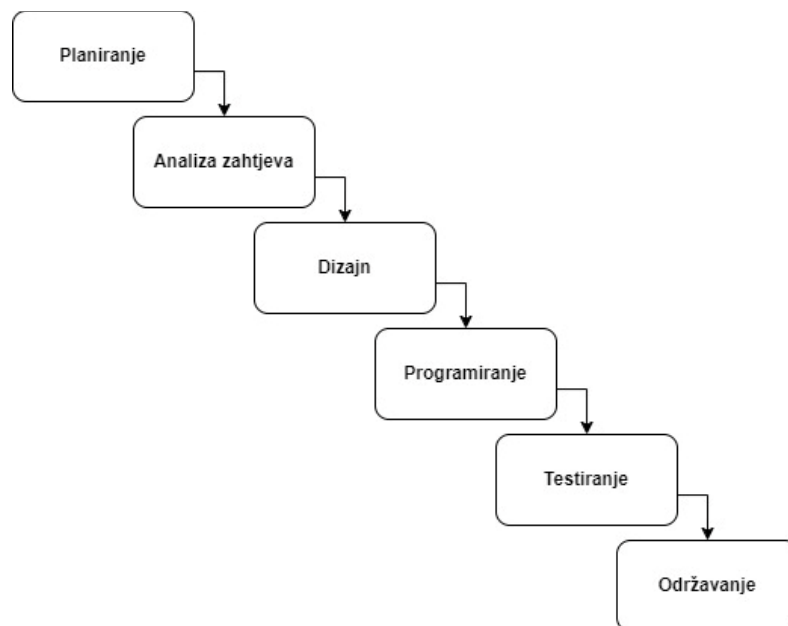 Planiranje
Analiza zahtjeva
Dizajn
Programiranje
Testiranje
Održavanje